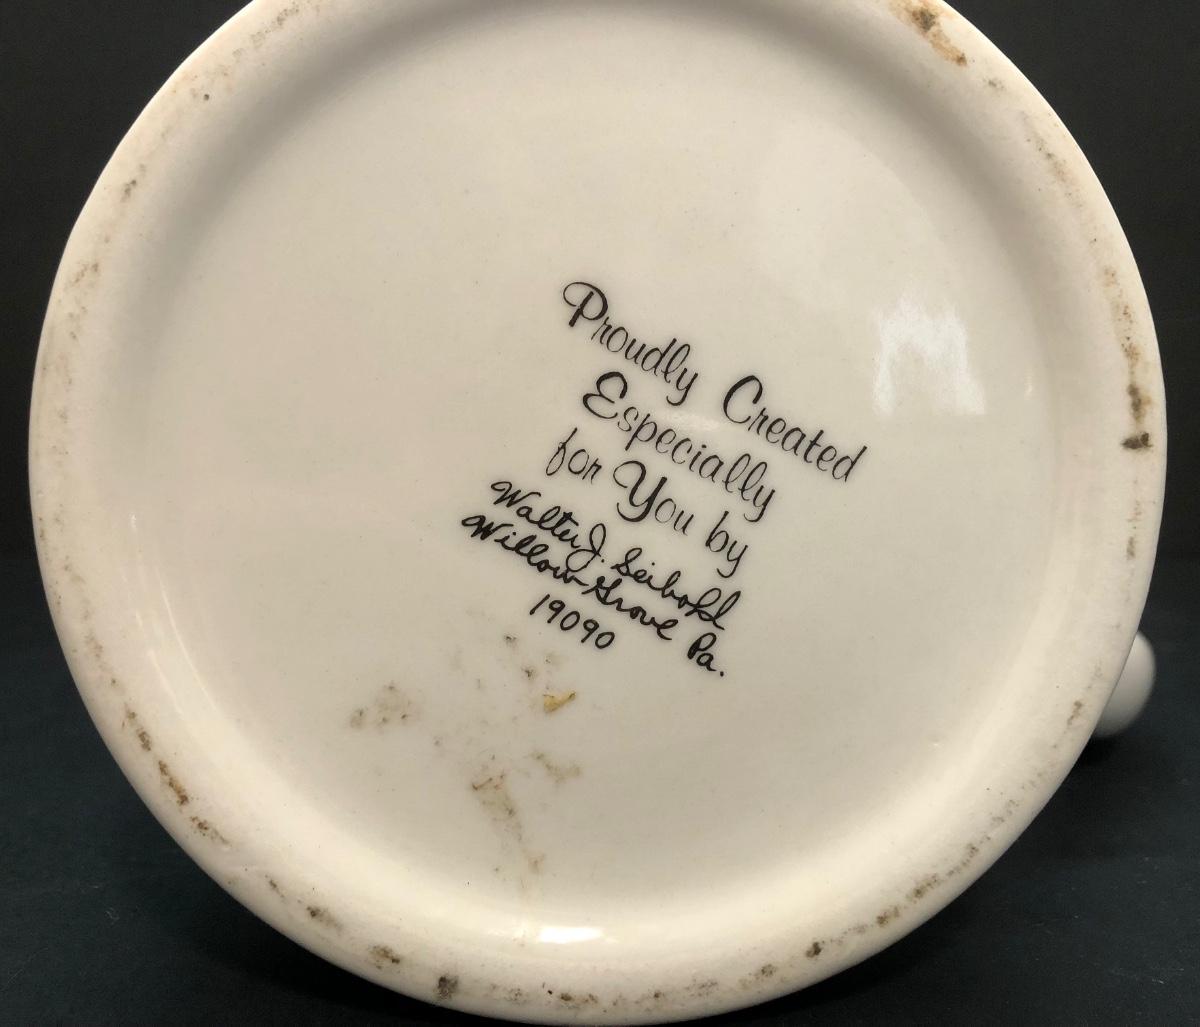 Proudly Created
Especially
for You by
Walter J. Seibold
Willow Grove Pa.
19090